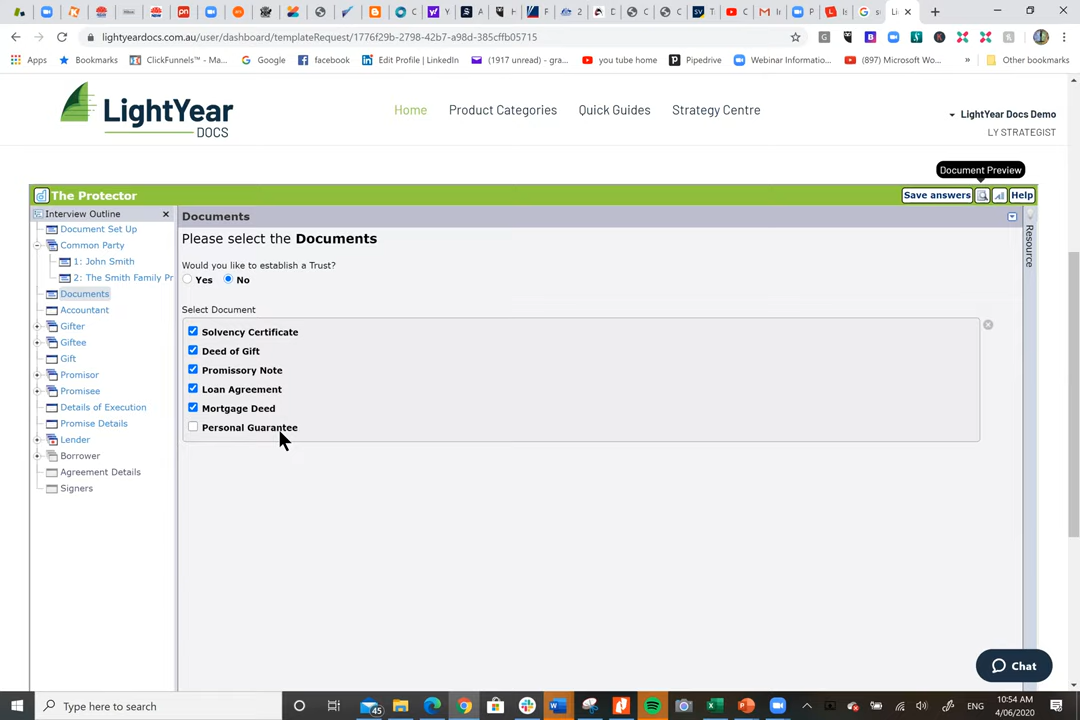 lightyeardocs.com.au/user/dashboard/templateRequest/1776f29b-2798-42b7-a98d-385cffb05715
Apps
Bookmarks
ClickFunnels™ - Ma...
Google
facebook
Edit Profile | LinkedIn
(1917 unread) - gra...
you tube home
Pipedrive
Webinar Informatio...
(897) Microsoft Wo...
»
Other bookmarks
LightYear
DOCS
Home
Product Categories
Quick Guides
Strategy Centre
LightYear Docs Demo
LY STRATEGIST
Document Preview
The Protector
Save answers
Help
Interview Outline
Document Set Up
Common Party
1: John Smith
2: The Smith Family Pr
Documents
Accountant
Gifter
Giftee
Gift
Promisor
Promisee
Details of Execution
Promise Details
Lender
Borrower
Agreement Details
Signers
Documents
Please select the Documents
Would you like to establish a Trust?
Yes
No
Select Document
Solvency Certificate
Deed of Gift
Promissory Note
Loan Agreement
Mortgage Deed
Personal Guarantee
Resource
Chat
Type here to search
45
ENG
10:54 AM
4/06/2020